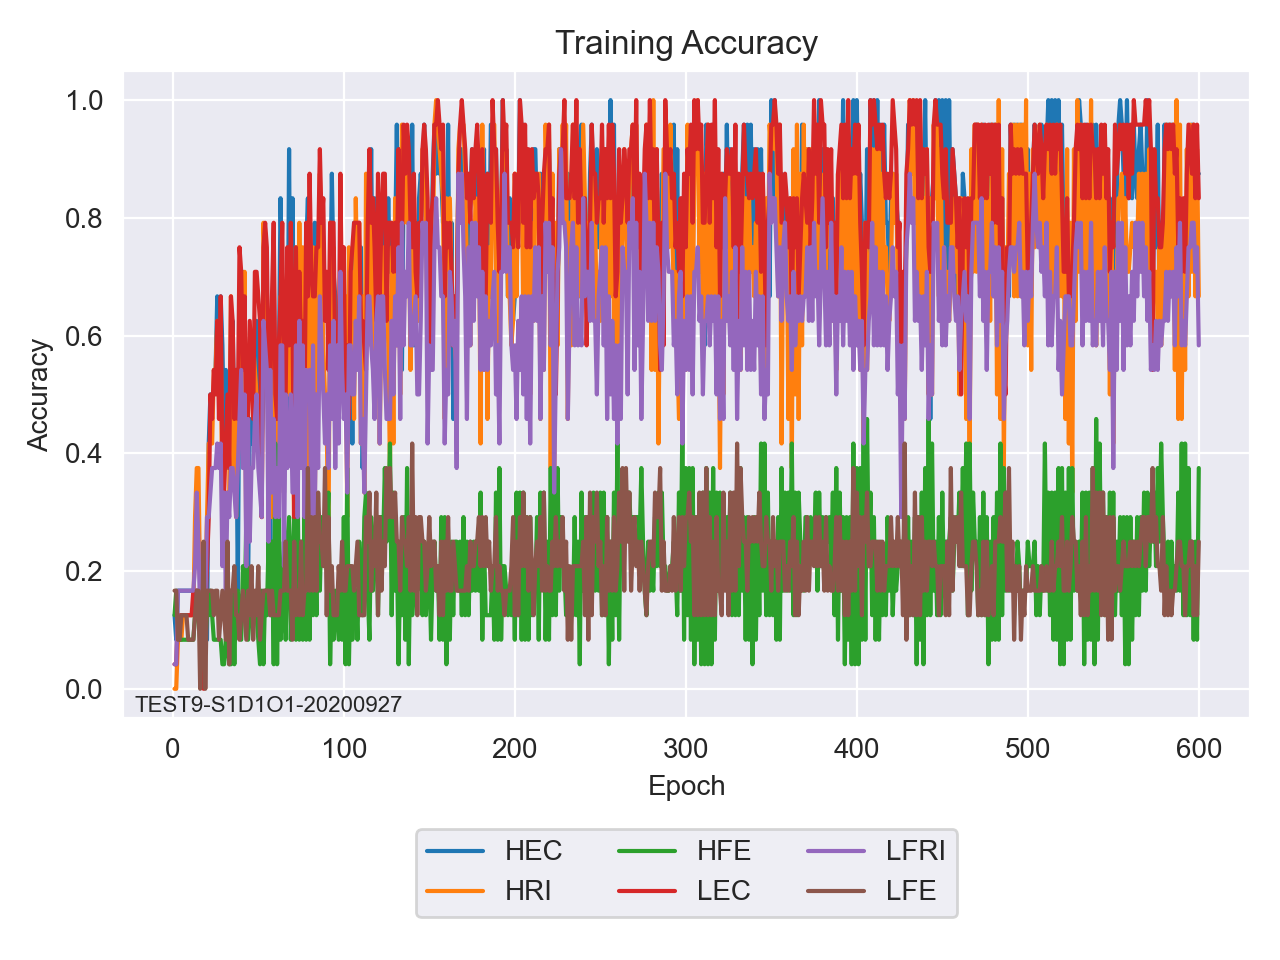 Training Accuracy
1.0
0.8
0.6
0.4
0.2
0.0
Accuracy
TEST9-S1D1O1-20200927
0 100 200 300 400 500 600
Epoch
HEC HFE LFRI
HRI LEC LFE